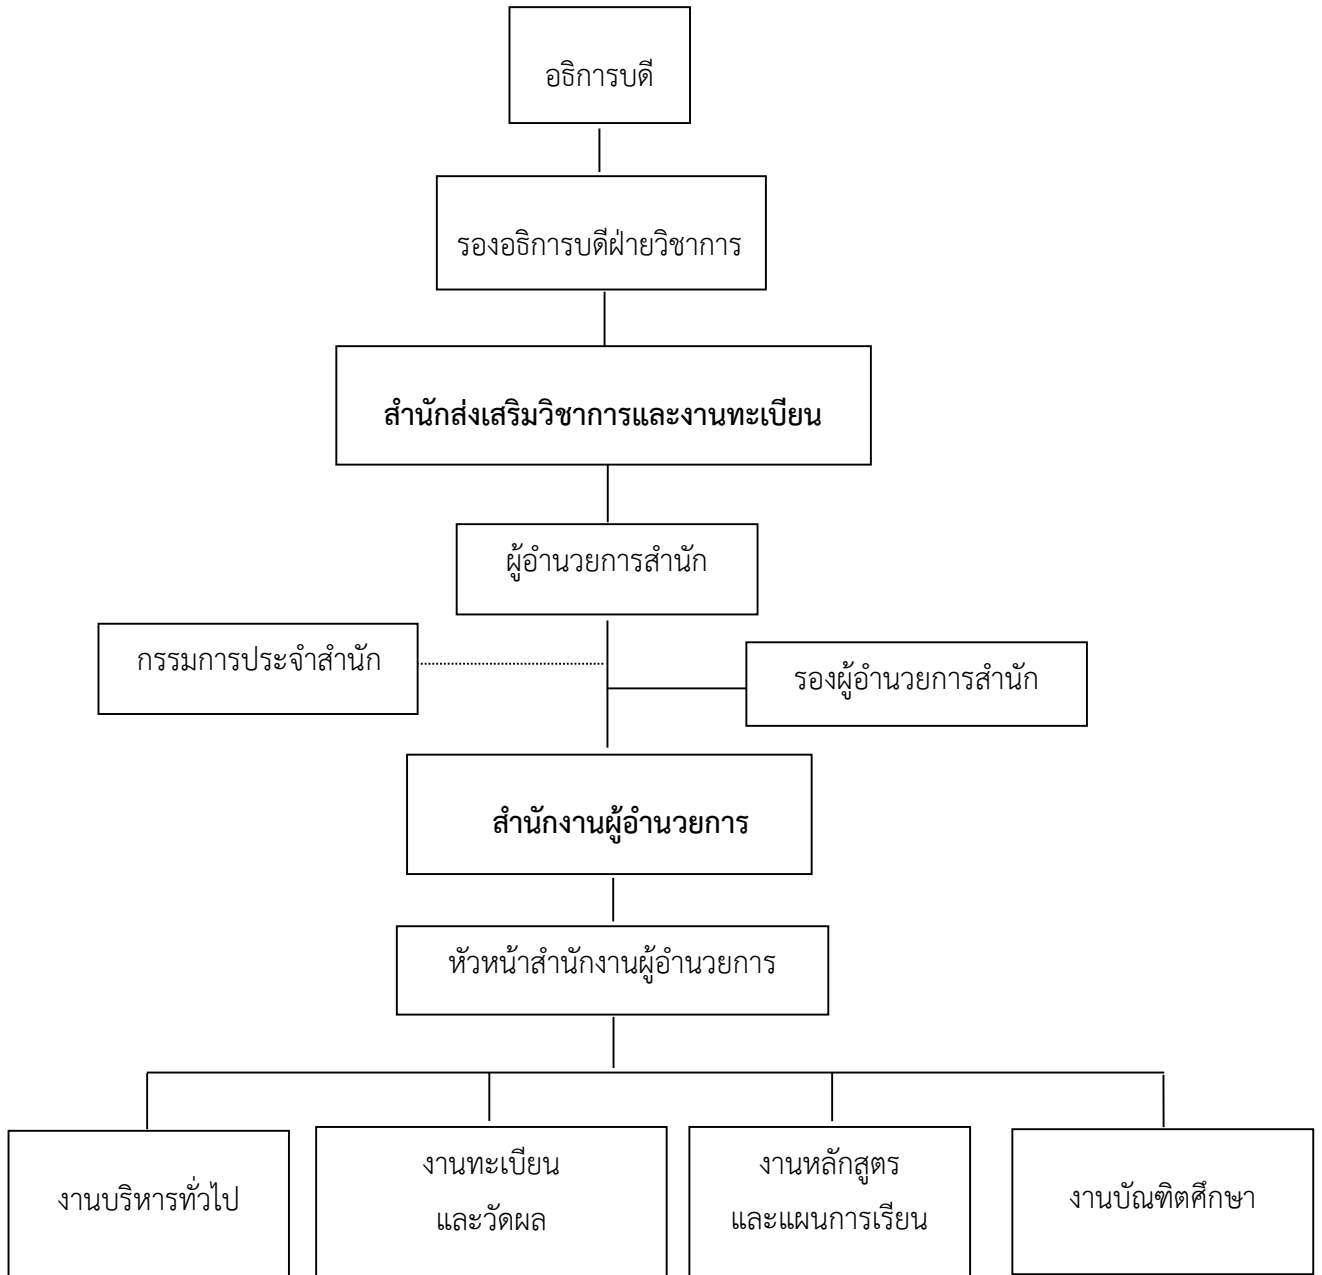 อธิการบดี
รองอธิการบดีฝ่ายวิชาการ
สำนักส่งเสริมวิชาการและงานทะเบียน
ผู้อำนวยการสำนัก
กรรมการประจำสำนัก
รองผู้อำนวยการสำนัก
สำนักงานผู้อำนวยการ
หัวหน้าสำนักงานผู้อำนวยการ
งานบริหารทั่วไป
งานทะเบียน
และวัดผล
งานหลักสูตร
และแผนการเรียน
งานบัณฑิตศึกษา